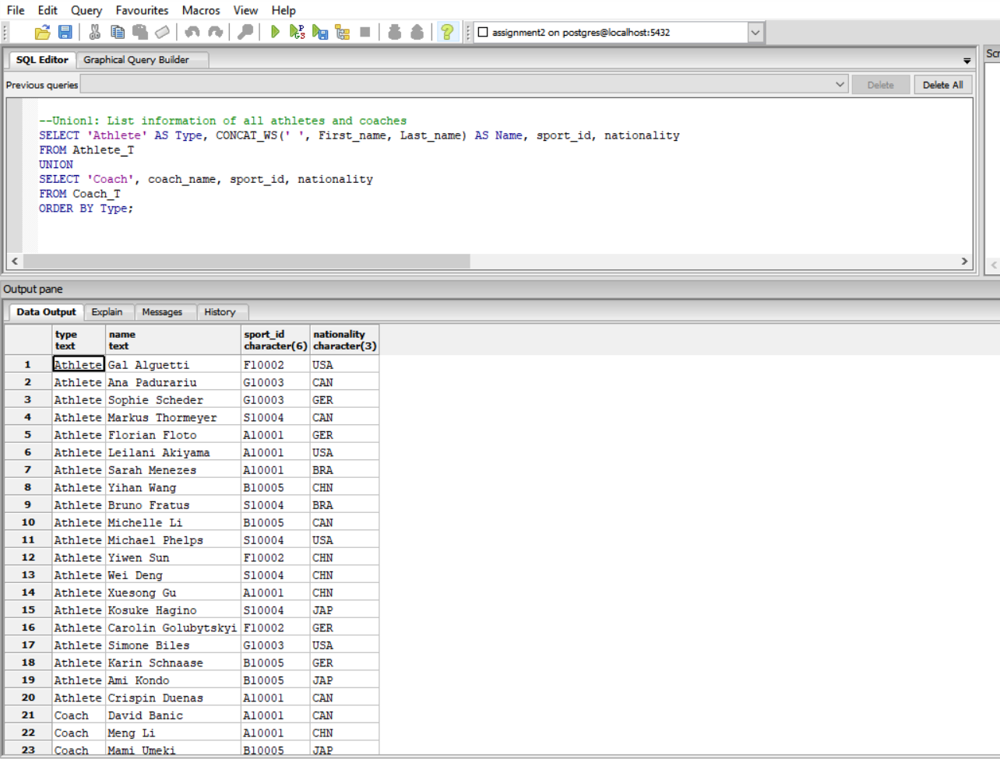 File Edit Query Favourites Macros View Help
assignment2 on postgres@localhost:5432
SQL Editor Graphical Query Builder
Scr
Previous queries Delete Delete All
--Union1: List information of all athletes and coaches
SELECT 'Athlete' AS Type, CONCAT_WS(' ', First_name, Last_name) AS Name, sport_id, nationality
FROM Athlete_T
UNION
SELECT 'Coach', coach_name, sport_id, nationality
FROM Coach_T
ORDER BY Type;
Output pane
Data Output Explain Messages History
type name sport_id nationality
text text character(6) character(3)
1 Athlete Gal Alguetti F10002 USA
2 Athlete Ana Padurariu G10003 CAN
3 Athlete Sophie Scheder G10003 GER
4 Athlete Markus Thormeyer S10004 CAN
5 Athlete Florian Floto A10001 GER
6 Athlete Leilani Akiyama A10001 USA
7 Athlete Sarah Menezes A10001 BRA
8 Athlete Yihan Wang B10005 CHN
9 Athlete Bruno Fratus S10004 BRA
10 Athlete Michelle Li B10005 CAN
11 Athlete Michael Phelps S10004 USA
12 Athlete Yiwen Sun F10002 CHN
13 Athlete Wei Deng S10004 CHN
14 Athlete Xuesong Gu A10001 CHN
15 Athlete Kosuke Hagino S10004 JAP
16 Athlete Carolin Golubytskyi F10002 GER
17 Athlete Simone Biles G10003 USA
18 Athlete Karin Schnaase B10005 GER
19 Athlete Ami Kondo B10005 JAP
20 Athlete Crispin Duenas A10001 CAN
21 Coach David Banic A10001 CAN
22 Coach Meng Li A10001 CHN
23 Coach Mami Umeki B10005 JAP